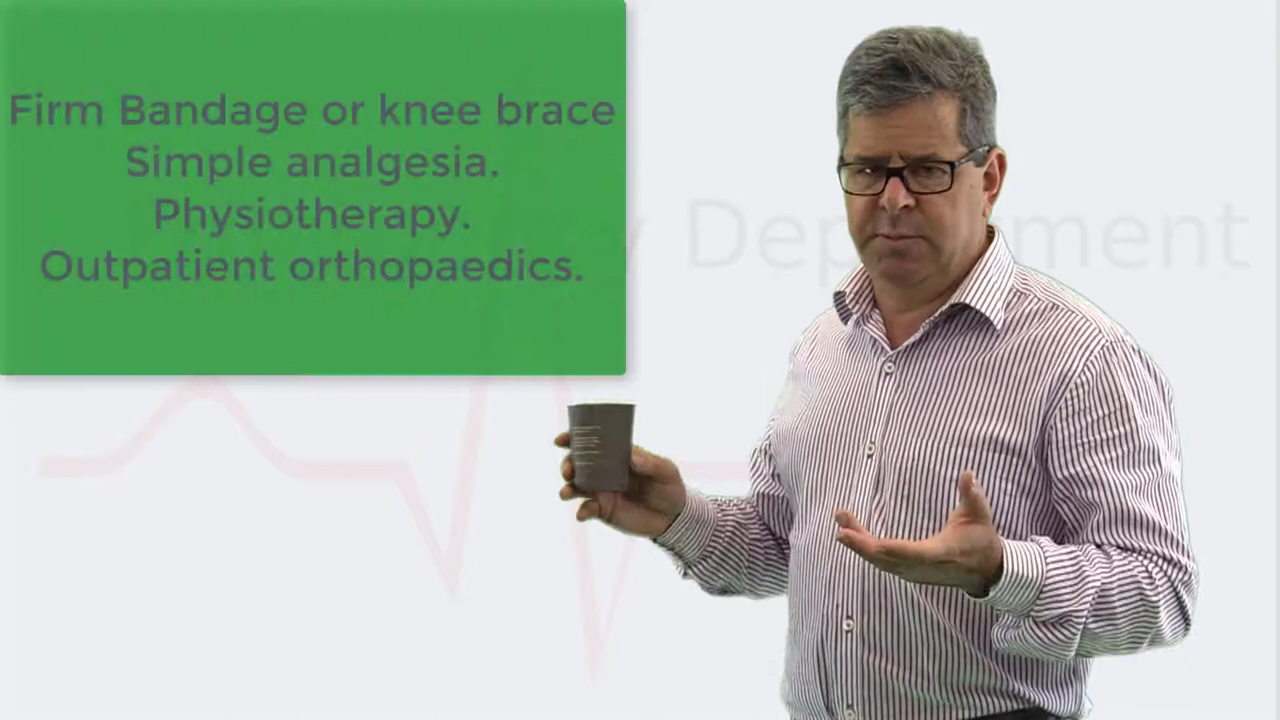 Firm Bandage or knee brace
Simple analgesia.
Physiotherapy.
Outpatient orthopaedics.